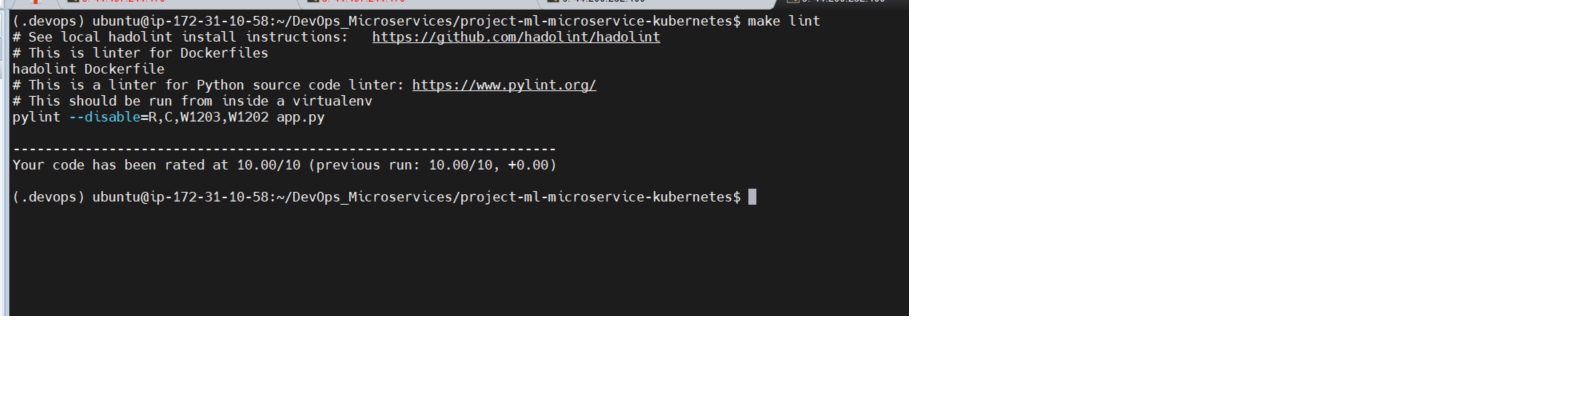 (.devops) ubuntu@ip-172-31-10-58:~/DevOps_Microservices/project-ml-microservice-kubernetes$ make lint
# See local hadolint install instructions:   https://github.com/hadolint/hadolint
# This is linter for Dockerfiles
hadolint Dockerfile
# This is a linter for Python source code linter: https://www.pylint.org/
# This should be run from inside a virtualenv
pylint --disable=R,C,W1203,W1202 app.py
--------------------------------------------------------------------
Your code has been rated at 10.00/10 (previous run: 10.00/10, +0.00)
(.devops) ubuntu@ip-172-31-10-58:~/DevOps_Microservices/project-ml-microservice-kubernetes$